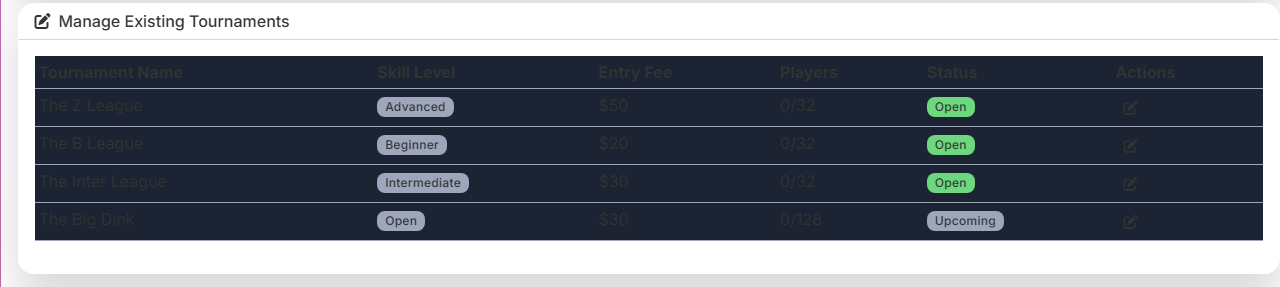 Manage Existing Tournaments
Tournament Name Skill Level Entry Fee Players Status Actions
The Z League Advanced $50 0/32 Open
The B League Beginner $20 0/32 Open
The Inter League Intermediate $30 0/32 Open
The Big Dink Open $30 0/128 Upcoming